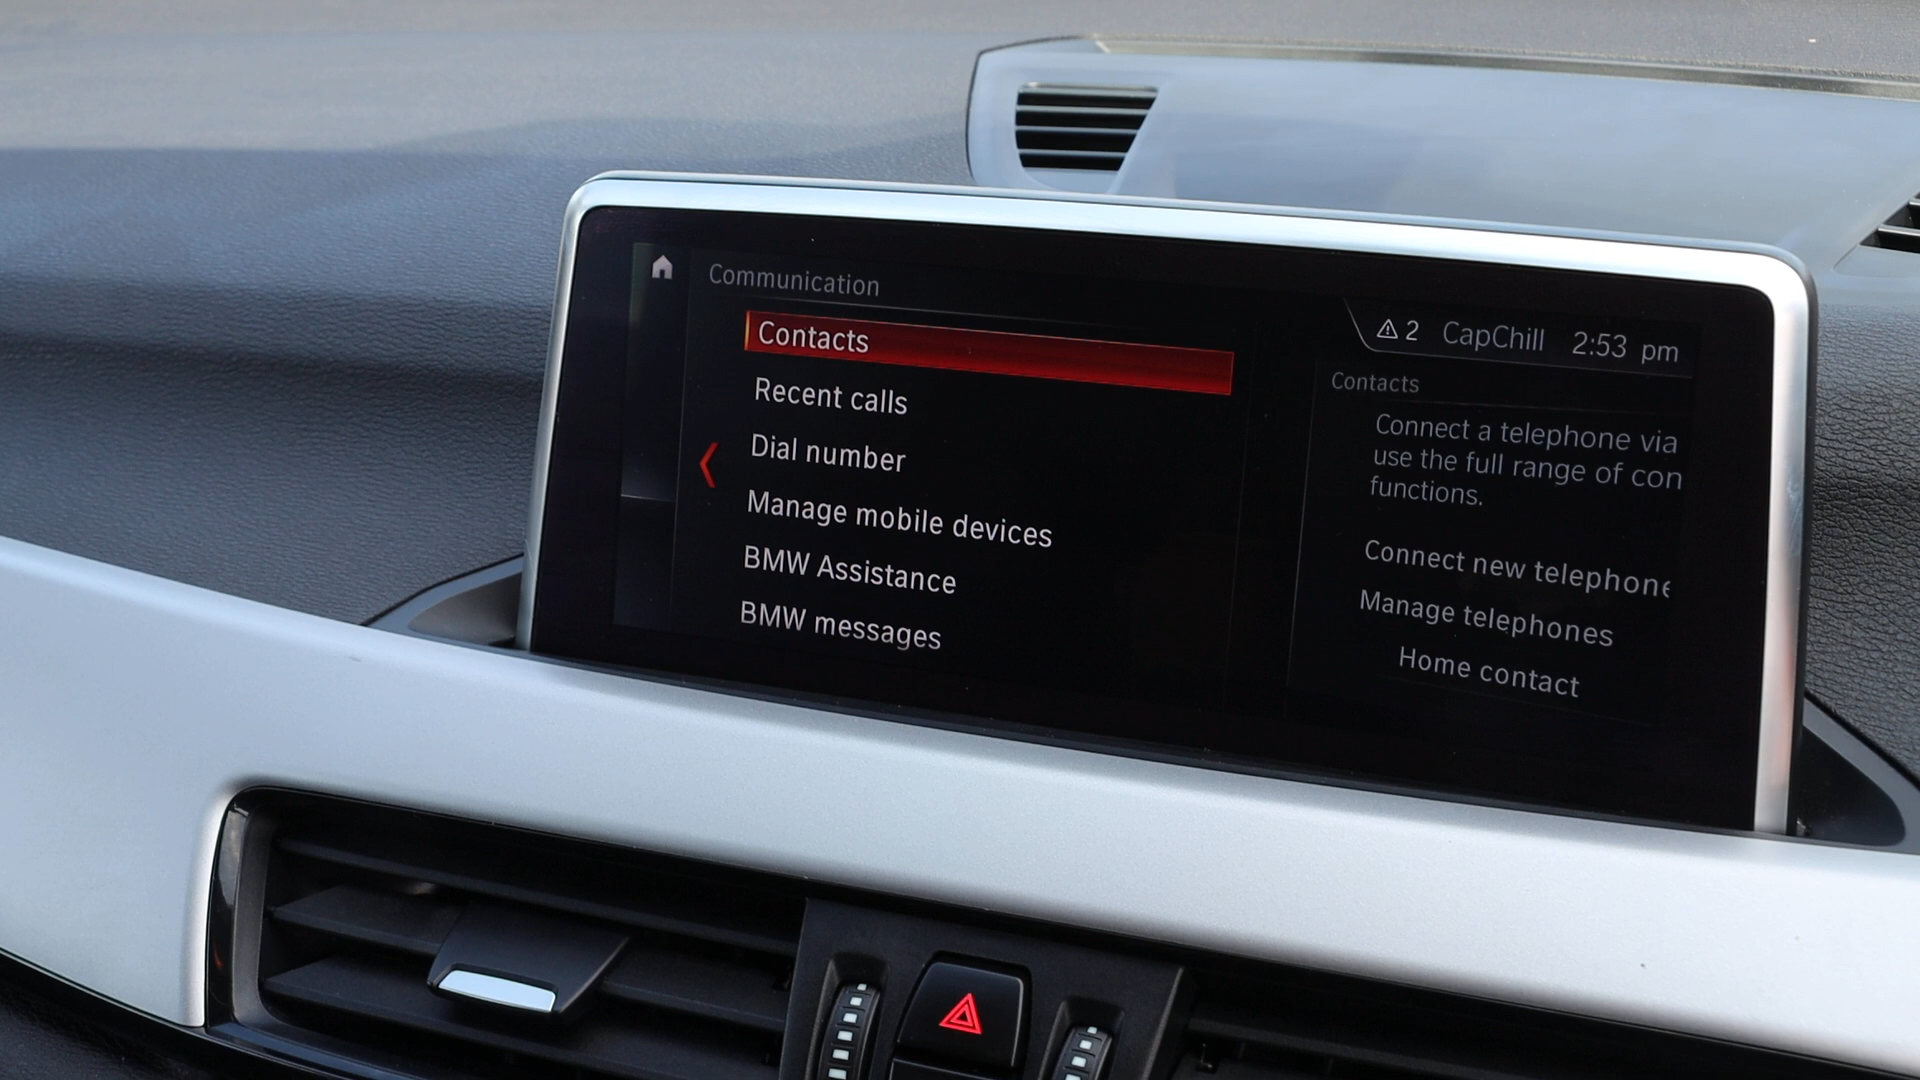 Communication
Contacts
Recent calls
Dial number
Manage mobile devices
BMW Assistance
BMW messages
2 CapChill 2:53 pm
Contacts
Connect a telephone via
use the full range of con
functions.
Connect new telephone
Manage telephones
Home contact